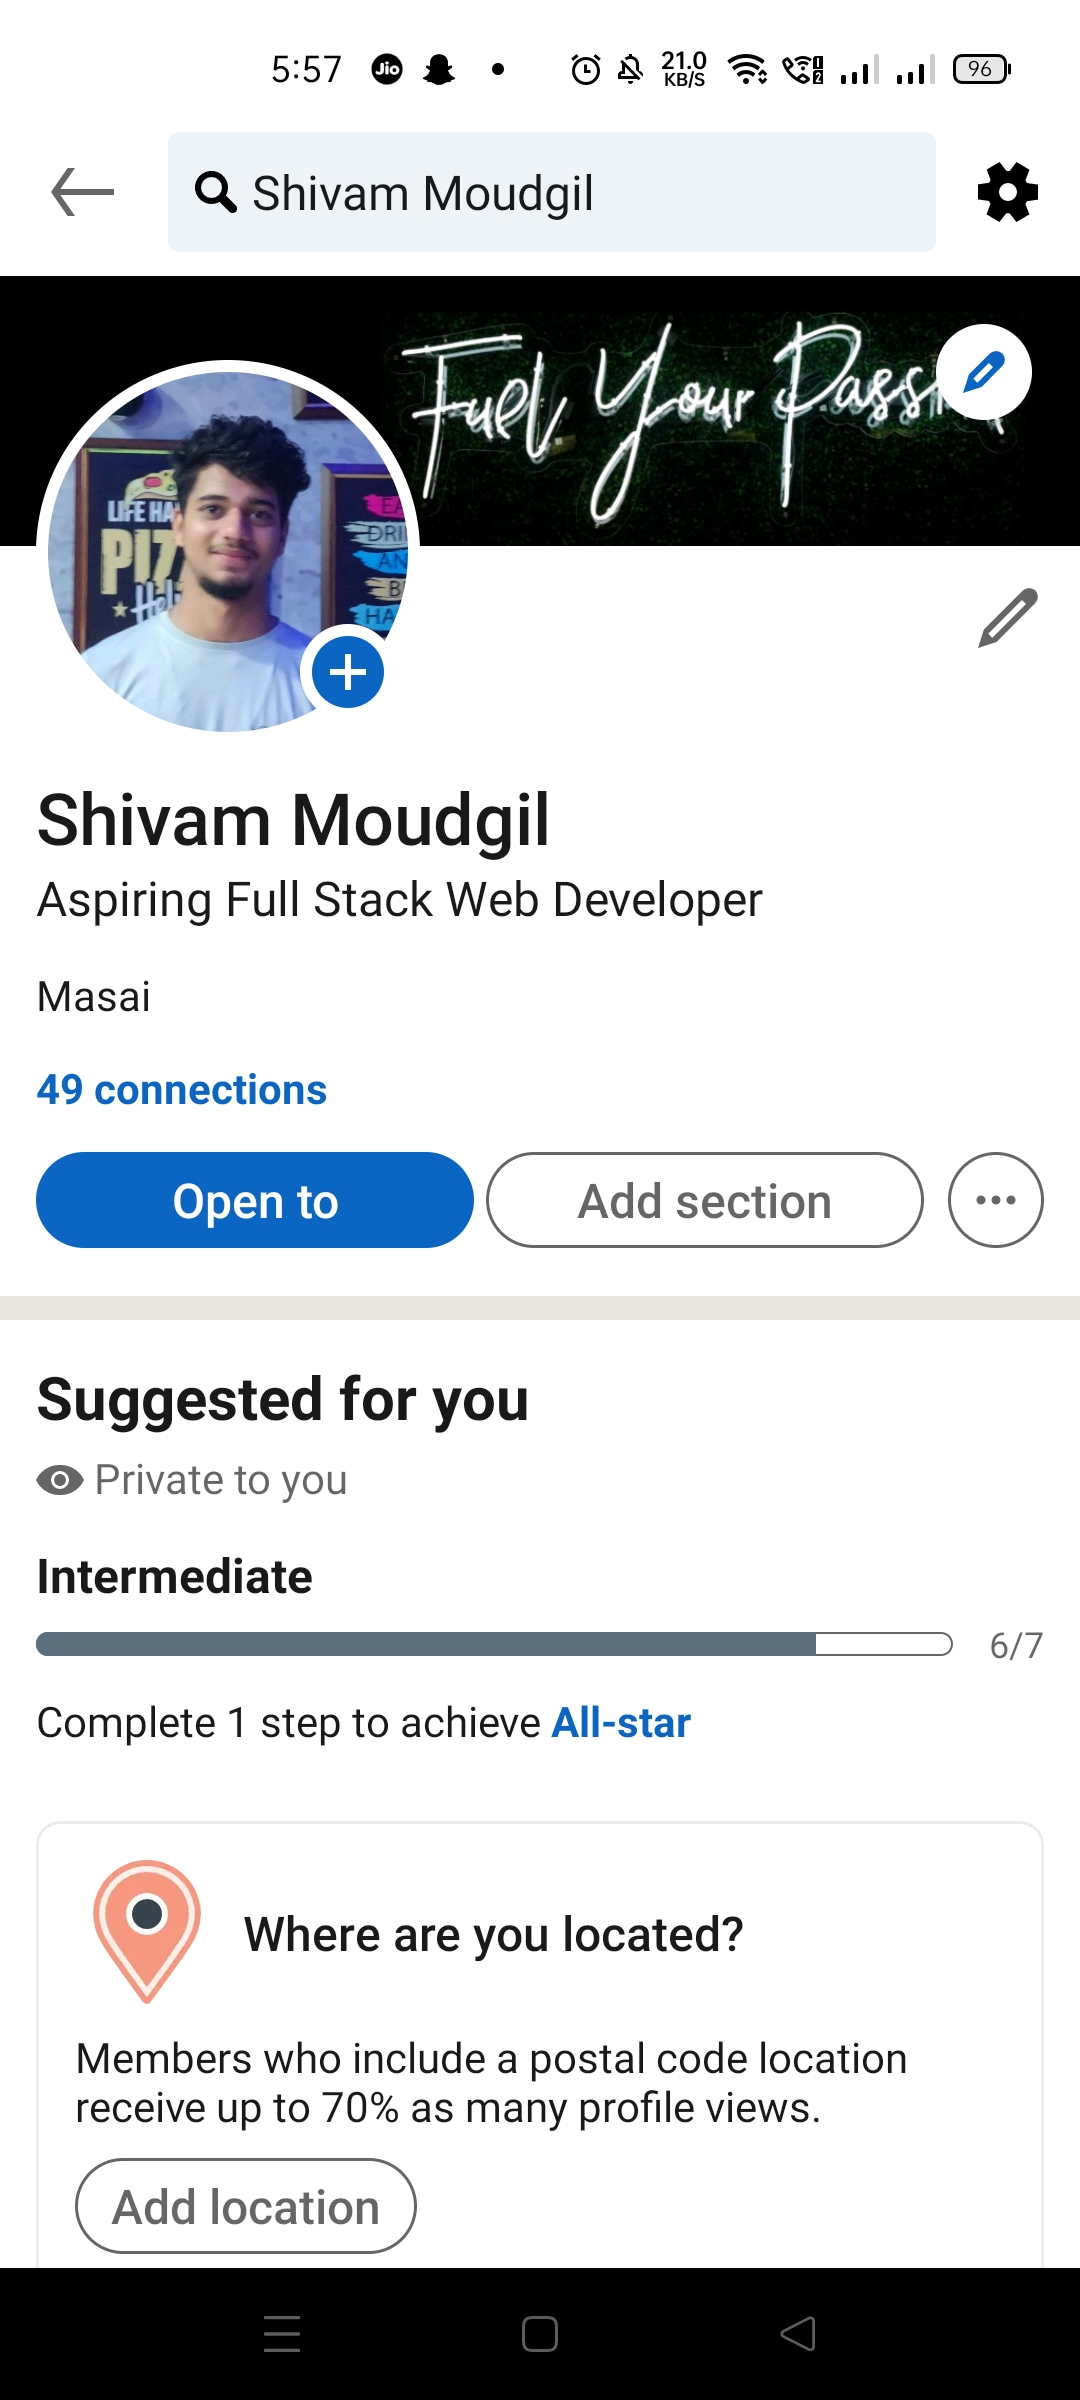 5:57 Jio 21.0 KB/S 96
Shivam Moudgil
Fuel Your Pass
LIFE HA
PIZ
Hel
EA
DRI
AN
B
HA
Shivam Moudgil
Aspiring Full Stack Web Developer
Masai
49 connections
Open to
Add section
Suggested for you
Private to you
Intermediate
6/7
Complete 1 step to achieve All-star
Where are you located?
Members who include a postal code location
receive up to 70% as many profile views.
Add location